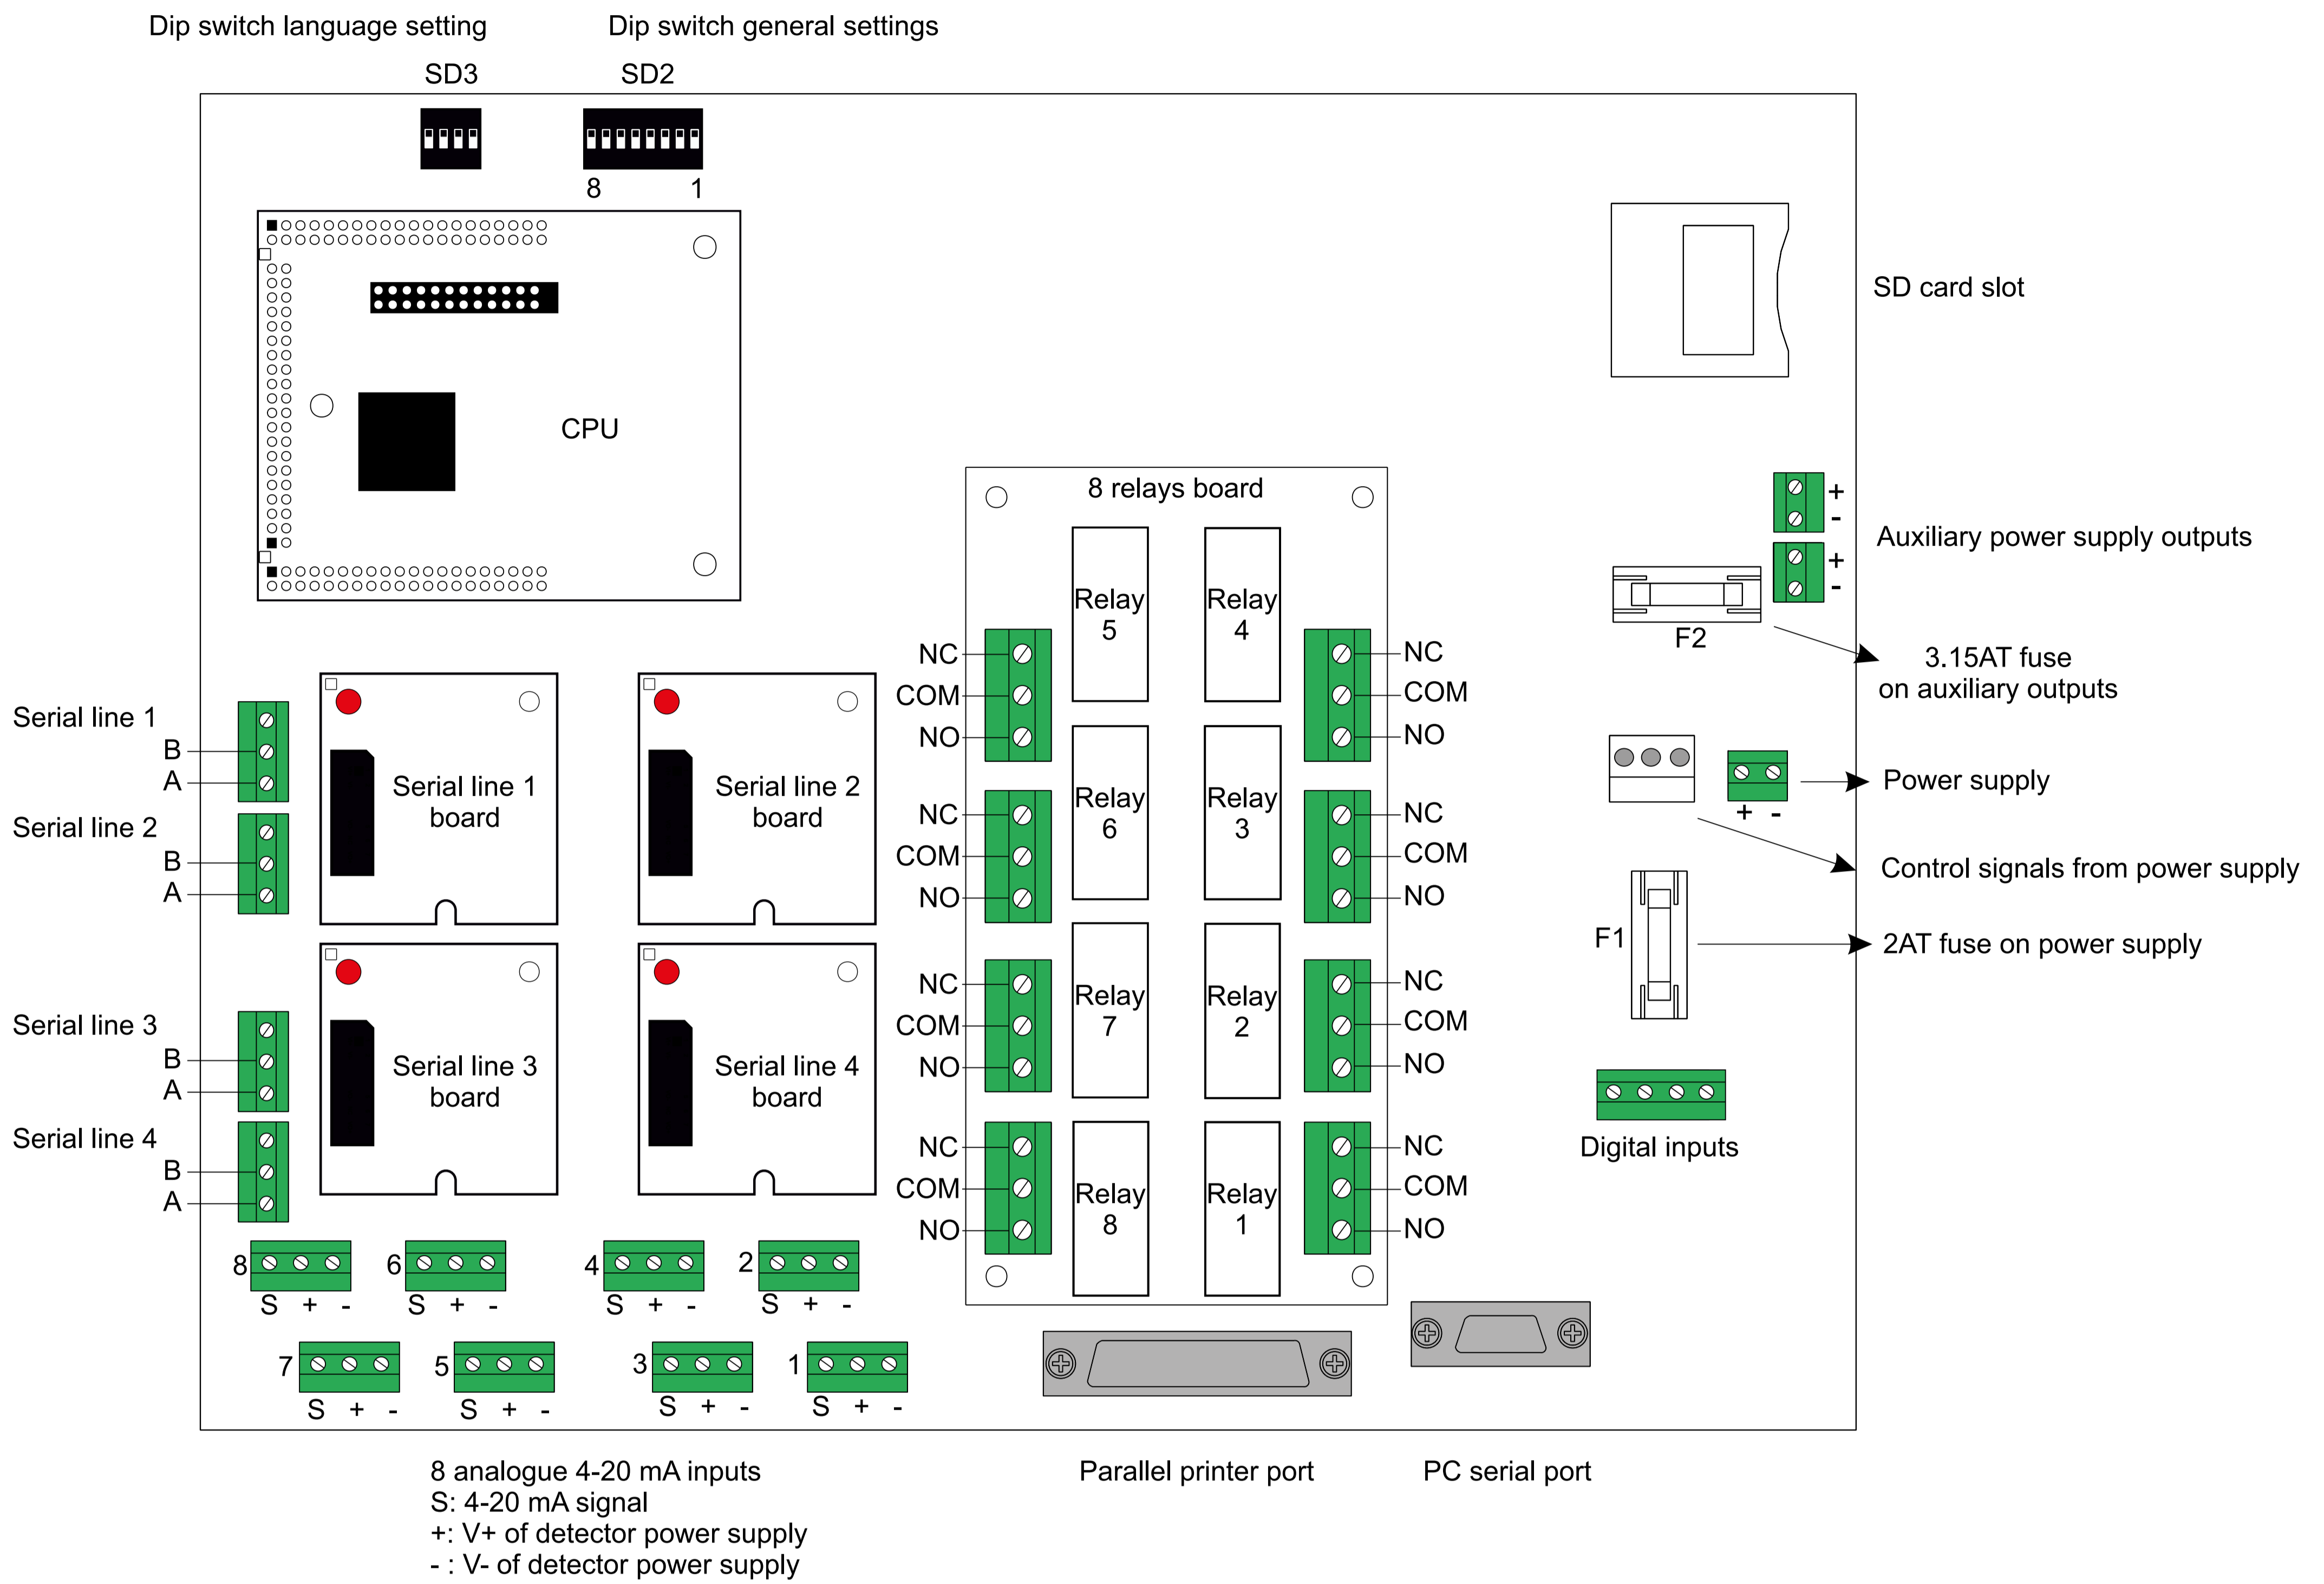 Dip switch language setting
Dip switch general settings
SD3
SD2
8
1
CPU
SD card slot
8 relays board
Relay
5
Relay
4
Relay
6
Relay
3
Relay
7
Relay
2
Relay
8
Relay
1
NC
COM
NO
NC
COM
NO
NC
COM
NO
NC
COM
NO
NC
COM
NO
NC
COM
NO
NC
COM
NO
NC
COM
NO
+
-
+
-
Auxiliary power supply outputs
F2
3.15AT fuse
on auxiliary outputs
Power supply
+ -
Control signals from power supply
F1
2AT fuse on power supply
Digital inputs
Serial line 1
B
A
Serial line 2
B
A
Serial line 3
B
A
Serial line 4
B
A
Serial line 1
board
Serial line 2
board
Serial line 3
board
Serial line 4
board
8
S + -
6
S + -
4
S + -
2
S + -
7
S + -
5
S + -
3
S + -
1
S + -
8 analogue 4-20 mA inputs
S: 4-20 mA signal
+: V+ of detector power supply
- : V- of detector power supply
Parallel printer port
PC serial port